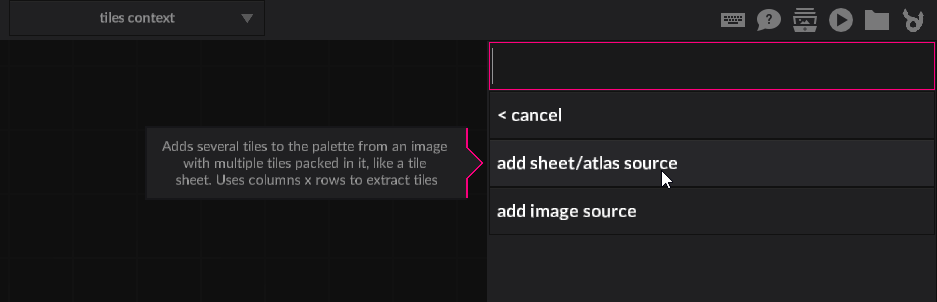 tiles context
< cancel
Adds several tiles to the palette from an image
with multiple tiles packed in it, like a tile
sheet. Uses columns x rows to extract tiles
add sheet/atlas source
add image source